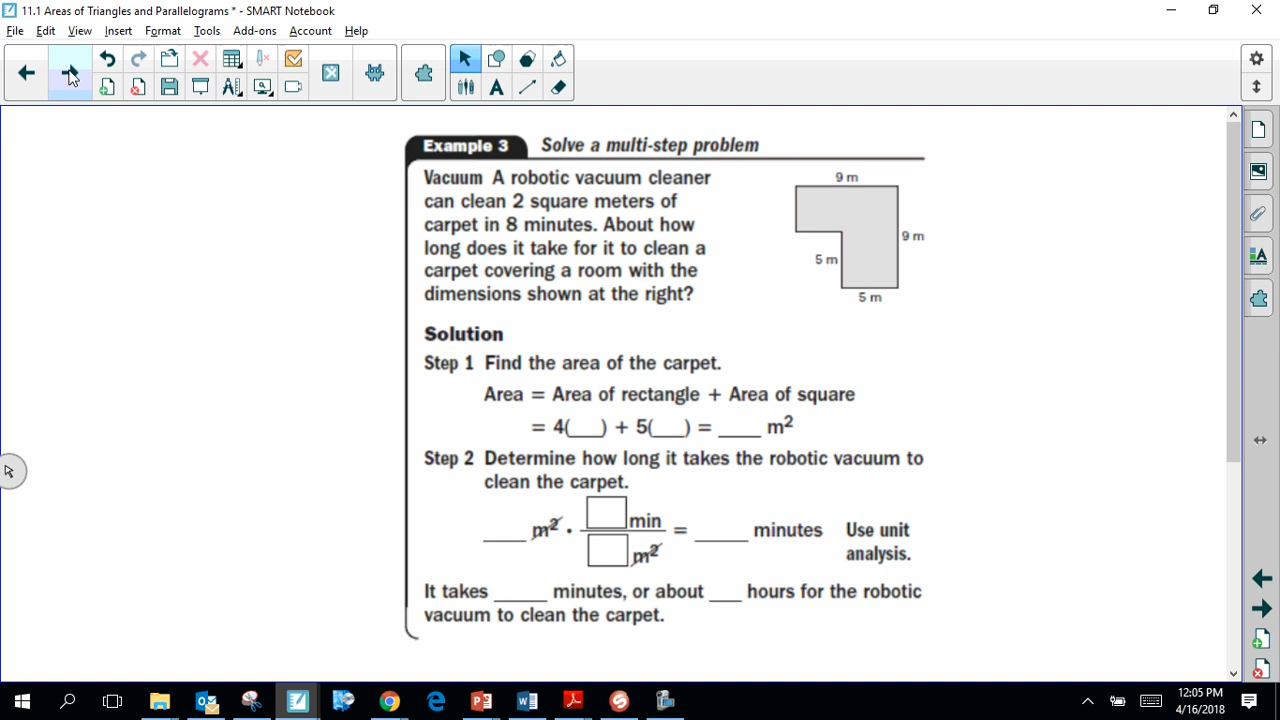 11.1 Areas of Triangles and Parallelograms * - SMART Notebook
File Edit View Insert Format Tools Add-ons Account Help
Example 3 Solve a multi-step problem
Vacuum A robotic vacuum cleaner
can clean 2 square meters of
carpet in 8 minutes. About how
long does it take for it to clean a
carpet covering a room with the
dimensions shown at the right?
9 m
9 m
5 m
5 m
Solution
Step 1 Find the area of the carpet.
Area = Area of rectangle + Area of square
= 4(___) + 5(___) = ____ m²
Step 2 Determine how long it takes the robotic vacuum to
clean the carpet.
____ m² · □ min / □ m² = _____ minutes Use unit
analysis.
It takes _____ minutes, or about ___ hours for the robotic
vacuum to clean the carpet.
12:05 PM
4/16/2018